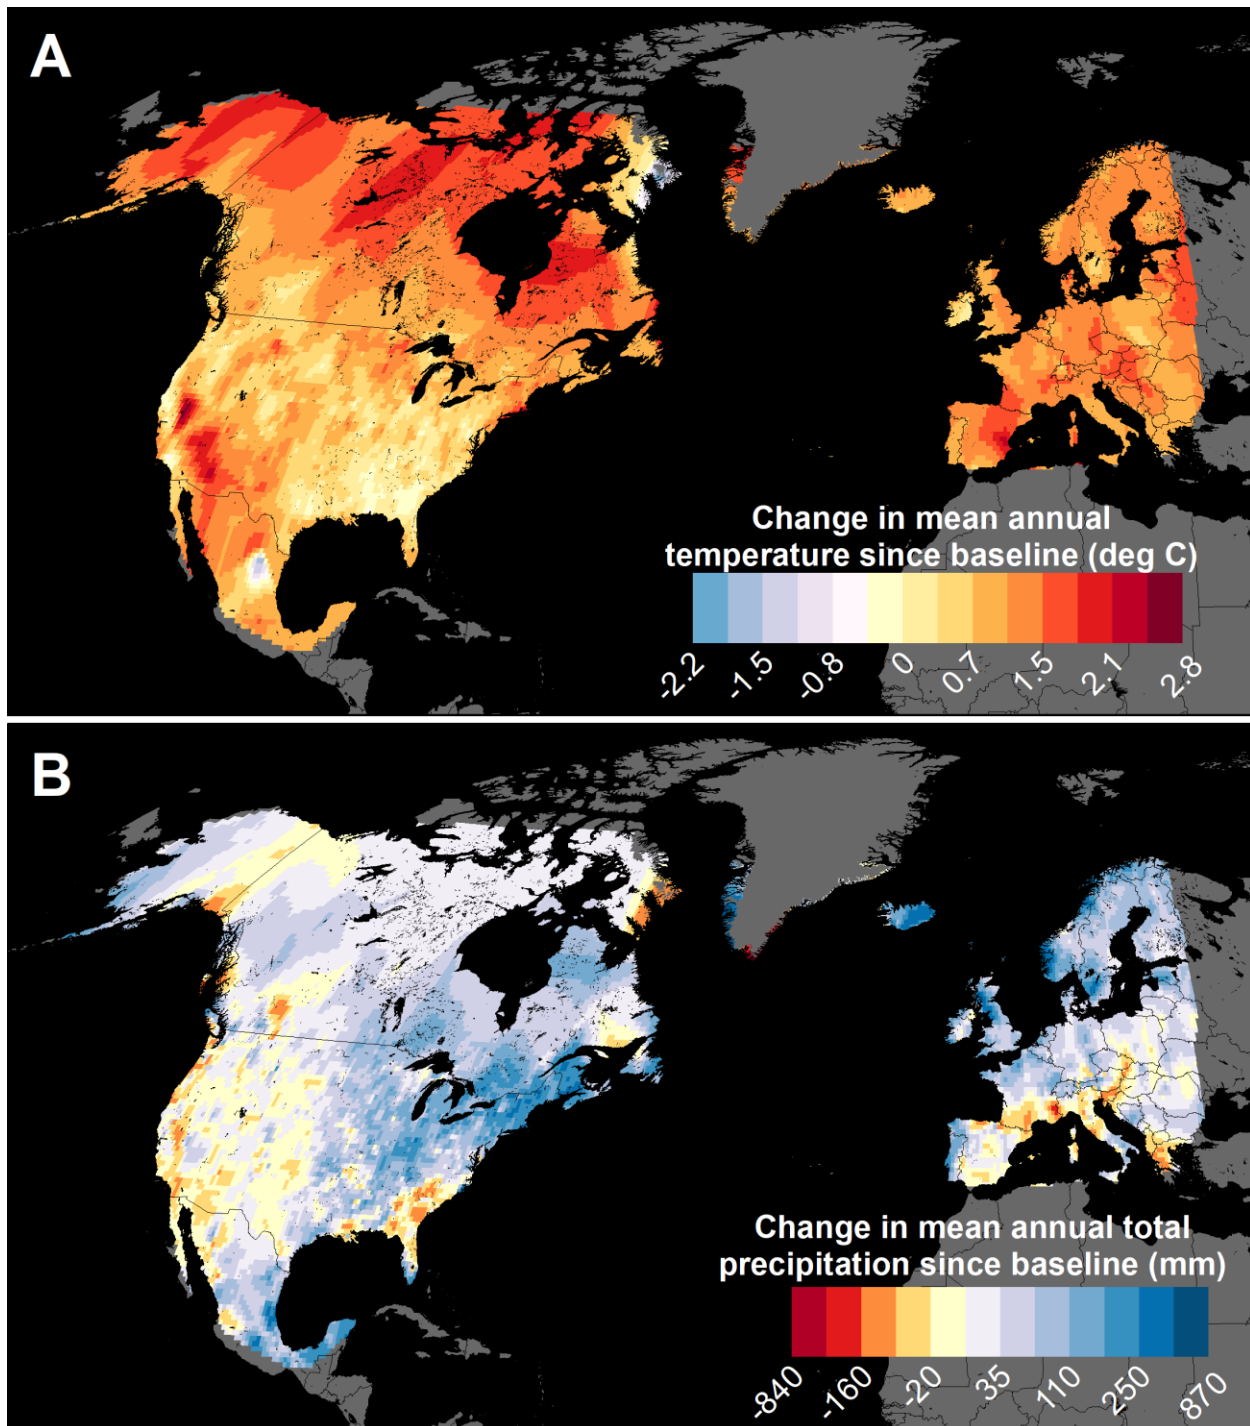 A
Change in mean annual
temperature since baseline (deg C)
-2.2 -1.5 -0.8 0 0.7 1.5 2.1 2.8
B
Change in mean annual total
precipitation since baseline (mm)
-840 -160 -20 35 110 250 870